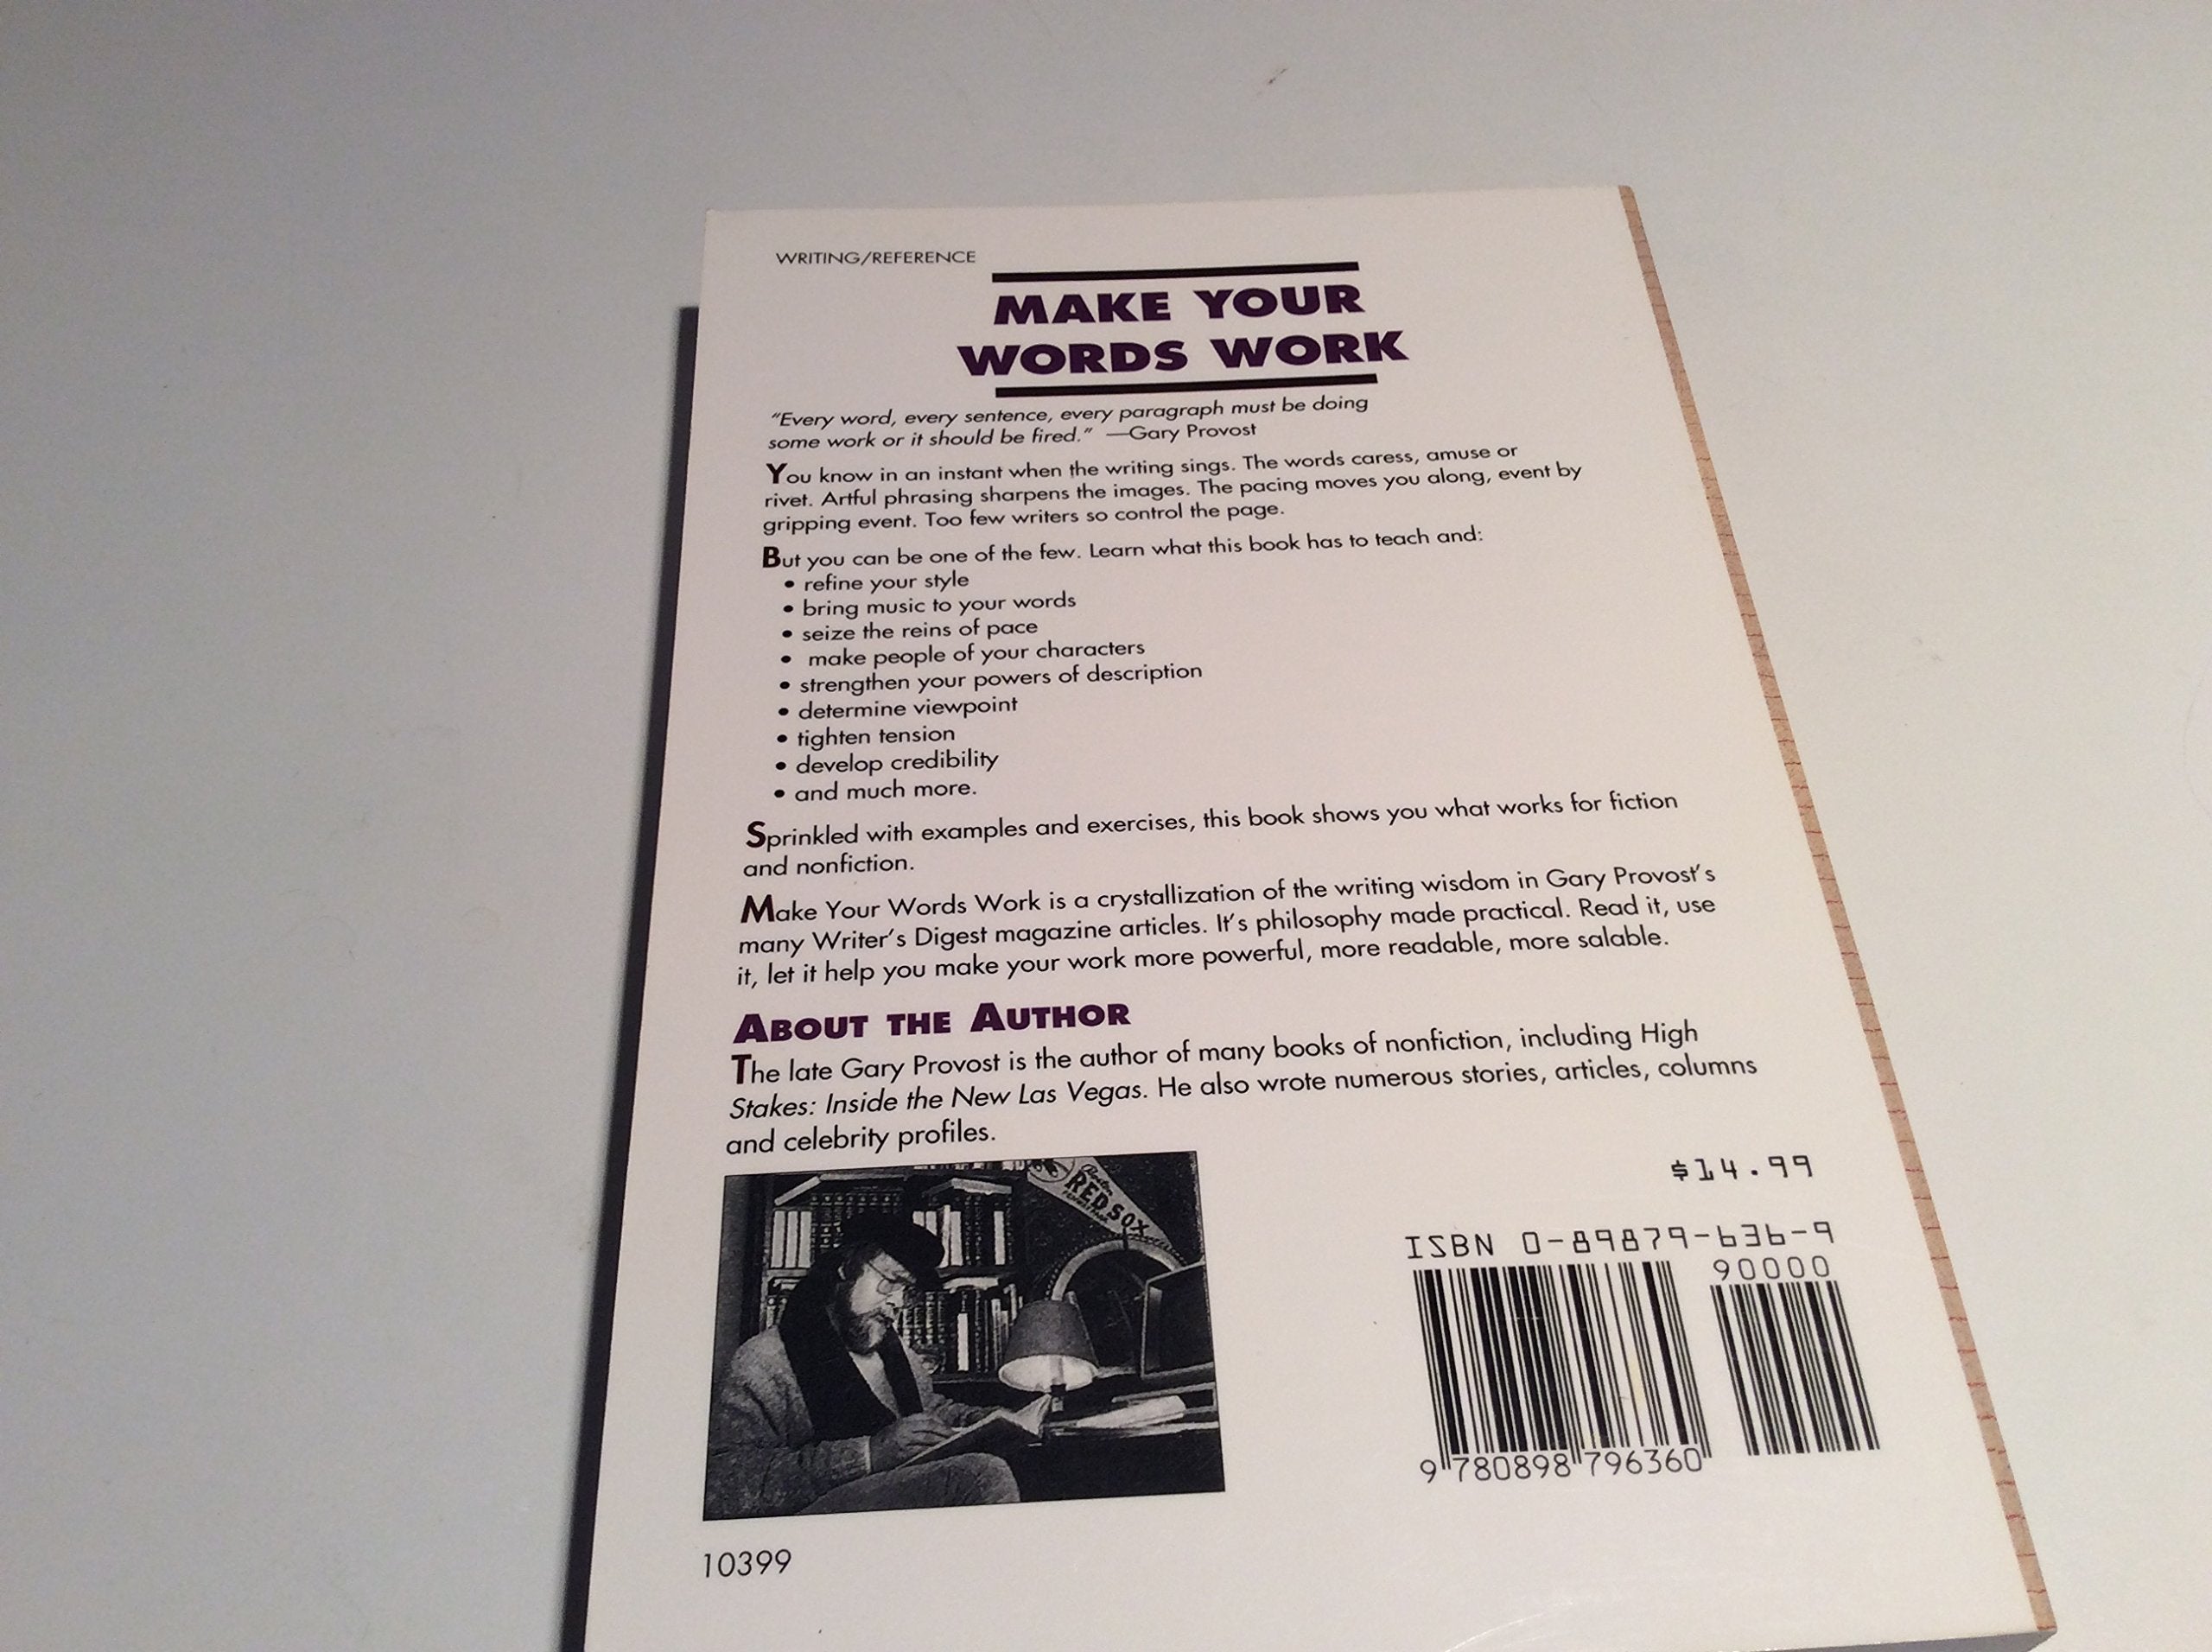 WRITING/REFERENCE
MAKE YOUR
WORDS WORK
“Every word, every sentence, every paragraph must be doing
some work or it should be fired.” —Gary Provost
You know in an instant when the writing sings. The words caress, amuse or
rivet. Artful phrasing sharpens the images. The pacing moves you along, event by
gripping event. Too few writers so control the page.
But you can be one of the few. Learn what this book has to teach and:
• refine your style
• bring music to your words
• seize the reins of pace
• make people of your characters
• strengthen your powers of description
• determine viewpoint
• tighten tension
• develop credibility
• and much more.
Sprinkled with examples and exercises, this book shows you what works for fiction
and nonfiction.
Make Your Words Work is a crystallization of the writing wisdom in Gary Provost’s
many Writer’s Digest magazine articles. It’s philosophy made practical. Read it, use
it, let it help you make your work more powerful, more readable, more salable.
ABOUT THE AUTHOR
The late Gary Provost is the author of many books of nonfiction, including High
Stakes: Inside the New Las Vegas. He also wrote numerous stories, articles, columns
and celebrity profiles.
Boston
RED SOX
$14.99
ISBN 0-89879-636-9
90000
9 780898 796360
10399